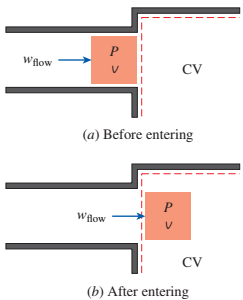 P
w_flow
v
CV
(a) Before entering
P
w_flow
v
CV
(b) After entering